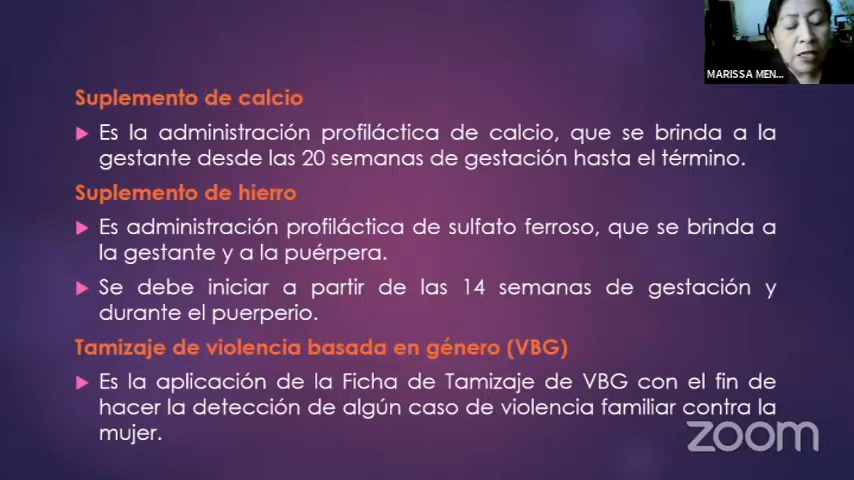 MARISSA MEN...
Suplemento de calcio
Es la administración profiláctica de calcio, que se brinda a la
gestante desde las 20 semanas de gestación hasta el término.
Suplemento de hierro
Es administración profiláctica de sulfato ferroso, que se brinda a
la gestante y a la puérpera.
Se debe iniciar a partir de las 14 semanas de gestación y
durante el puerperio.
Tamizaje de violencia basada en género (VBG)
Es la aplicación de la Ficha de Tamizaje de VBG con el fin de
hacer la detección de algún caso de violencia familiar contra la
mujer.
zoom